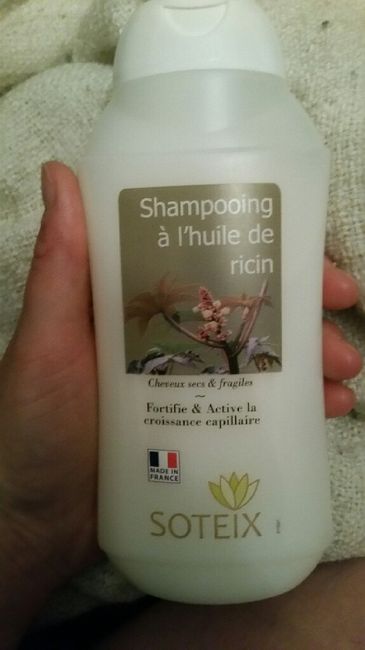 Shampooing
à l'huile de
ricin
Cheveux secs & fragiles
~
Fortifie & Active la
croissance capillaire
MADE IN
FRANCE
SOTEIX